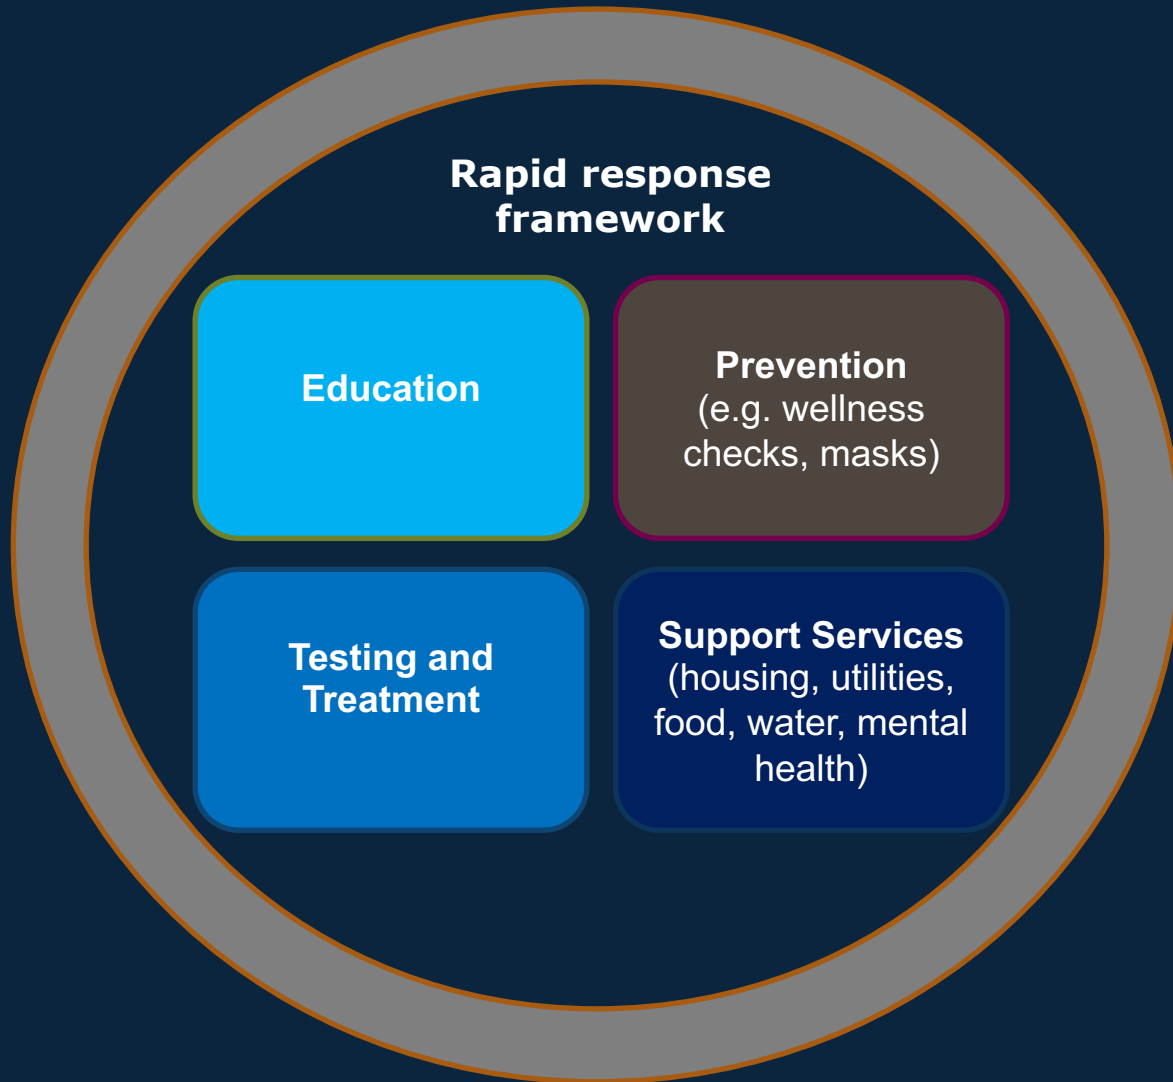 Rapid response
framework
Education
Prevention
(e.g. wellness
checks, masks)
Testing and
Treatment
Support Services
(housing, utilities,
food, water, mental
health)